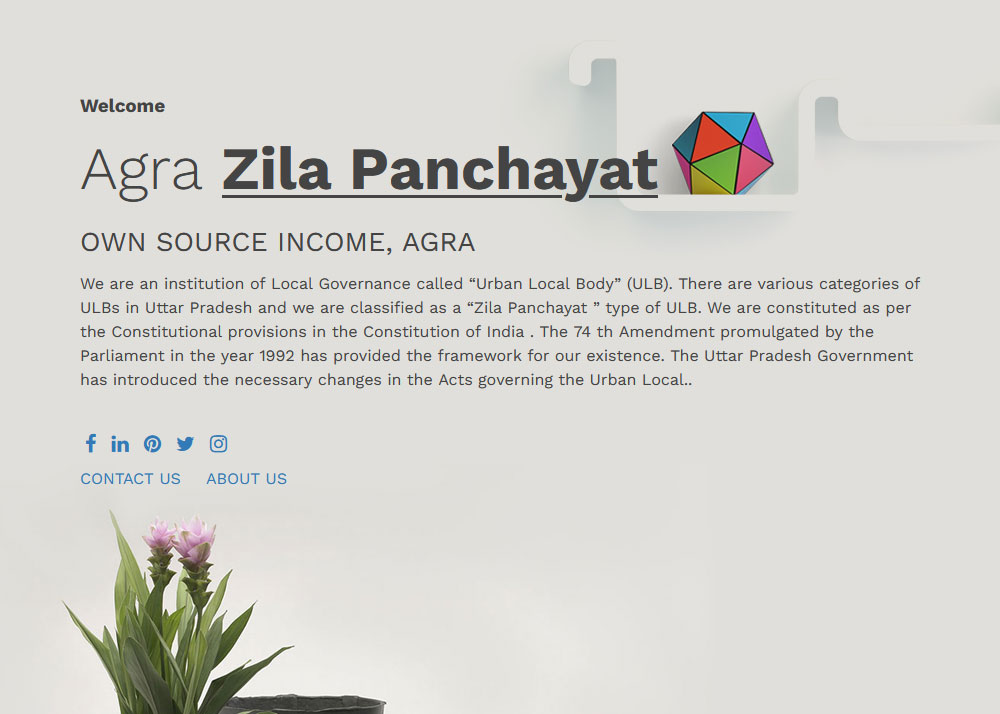 Welcome
Agra Zila Panchayat
OWN SOURCE INCOME, AGRA
We are an institution of Local Governance called “Urban Local Body” (ULB). There are various categories of
ULBs in Uttar Pradesh and we are classified as a “Zila Panchayat ” type of ULB. We are constituted as per
the Constitutional provisions in the Constitution of India . The 74 th Amendment promulgated by the
Parliament in the year 1992 has provided the framework for our existence. The Uttar Pradesh Government
has introduced the necessary changes in the Acts governing the Urban Local..
CONTACT US ABOUT US